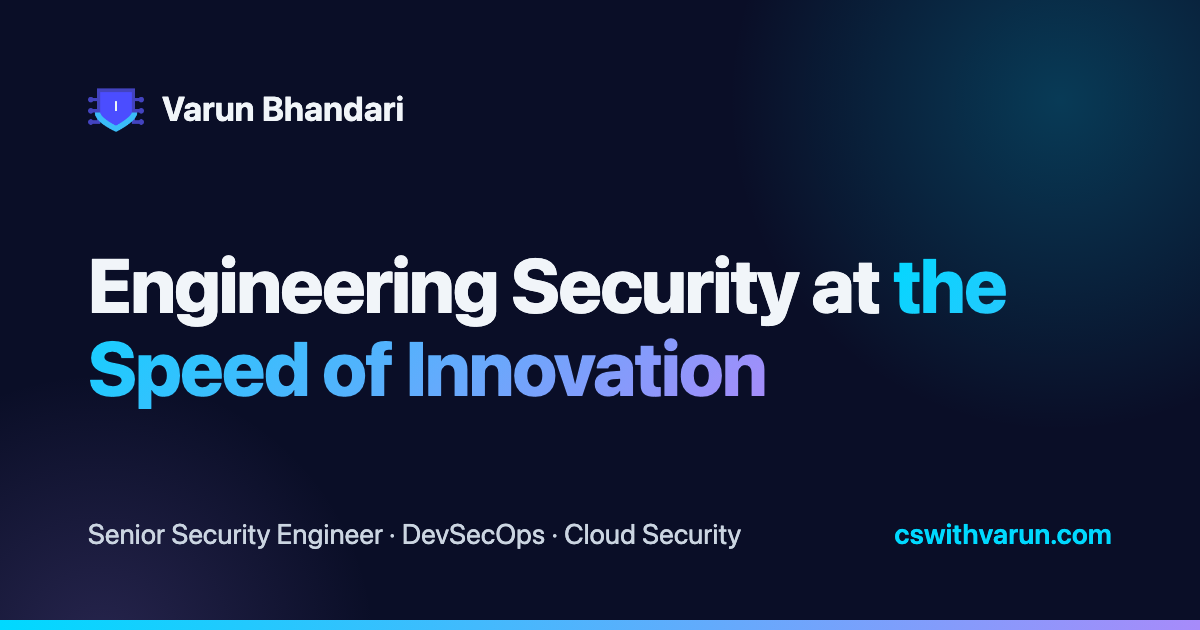 Varun Bhandari
Engineering Security at the
Speed of Innovation
Senior Security Engineer · DevSecOps · Cloud Security
cswithvarun.com